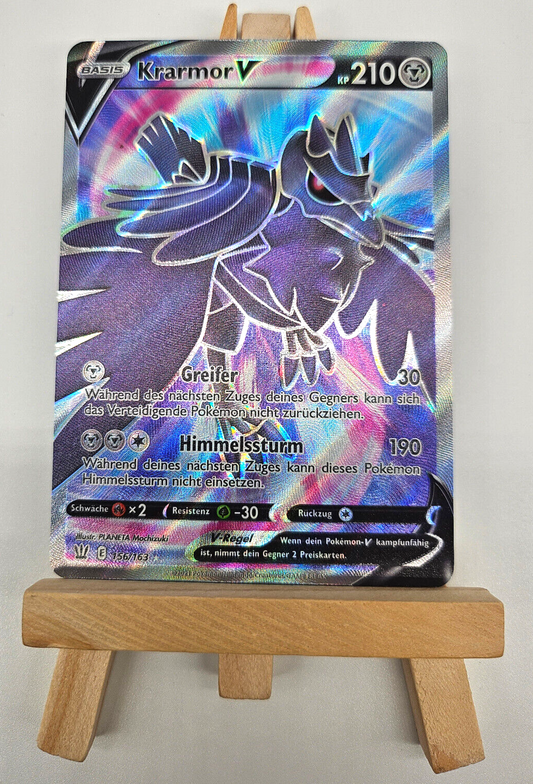 BASIS Krarmor V KP 210
Greifer 30
Während des nächsten Zuges deines Gegners kann sich
das Verteidigende Pokémon nicht zurückziehen.
Himmelssturm 190
Während deines nächsten Zuges kann dieses Pokémon
Himmelssturm nicht einsetzen.
Schwäche ×2 Resistenz -30 Rückzug
Illustr. PLANETA Mochizuki
V-Regel Wenn dein Pokémon-V kampfunfähig
ist, nimmt dein Gegner 2 Preiskarten.
E 156/163